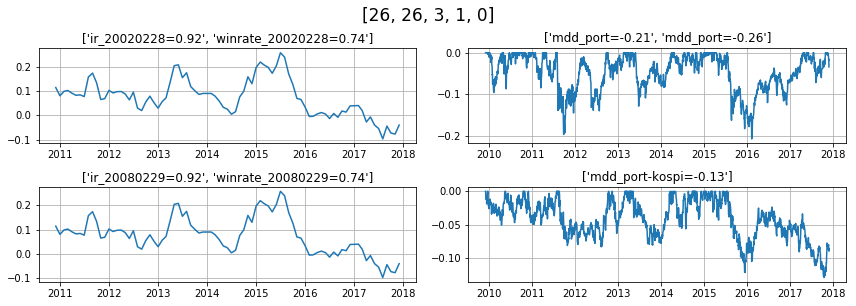 [26, 26, 3, 1, 0]
['ir_20020228=0.92', 'winrate_20020228=0.74']
0.2
0.1
0.0
−0.1
2011 2012 2013 2014 2015 2016 2017 2018
['mdd_port=-0.21', 'mdd_port=-0.26']
0.0
−0.1
−0.2
2010 2011 2012 2013 2014 2015 2016 2017 2018
['ir_20080229=0.92', 'winrate_20080229=0.74']
0.2
0.1
0.0
−0.1
2011 2012 2013 2014 2015 2016 2017 2018
['mdd_port-kospi=-0.13']
0.00
−0.05
−0.10
2010 2011 2012 2013 2014 2015 2016 2017 2018